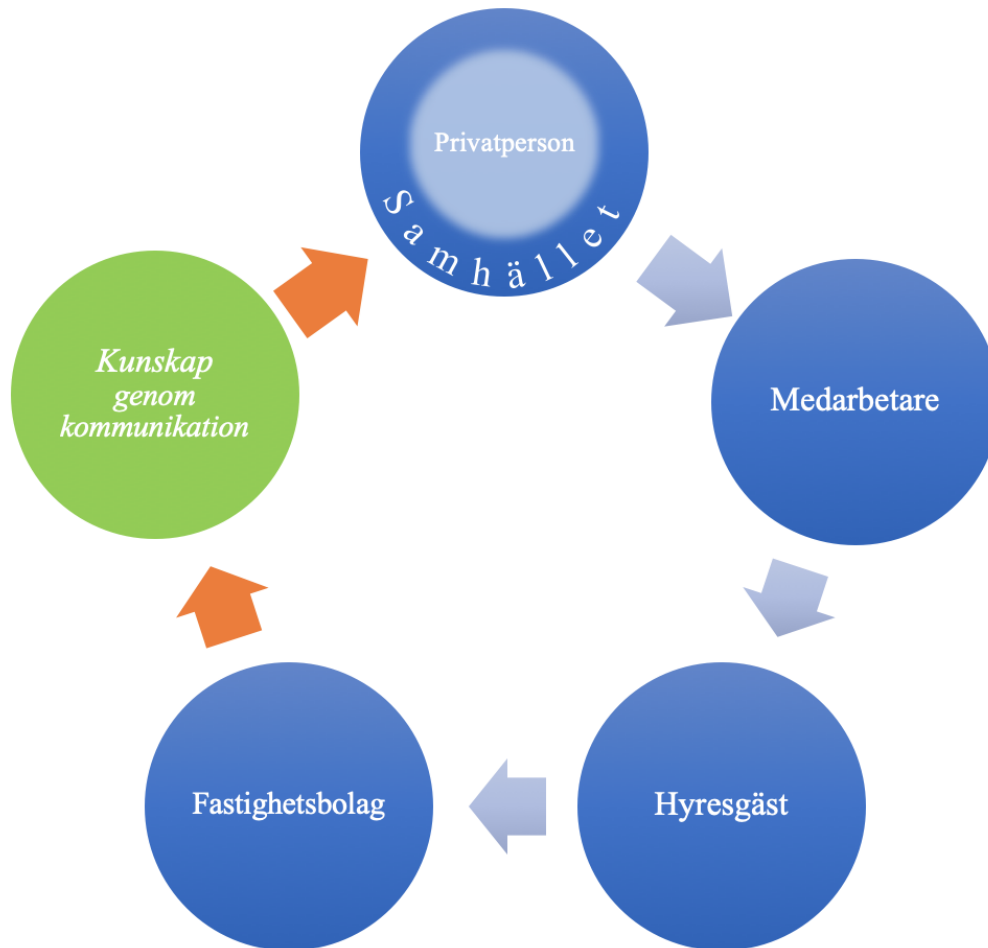 Privatperson
Samhället
Medarbetare
Hyresgäst
Fastighetsbolag
Kunskap
genom
kommunikation